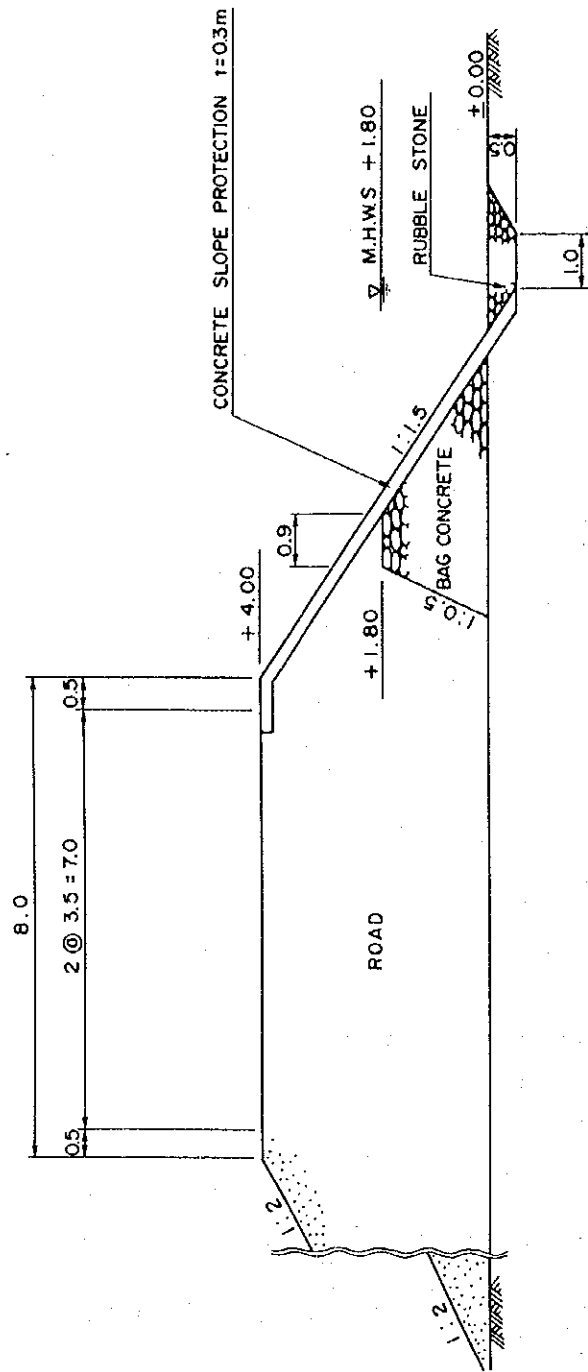 8.0
0.5
2 @ 3.5 = 7.0
0.5
CONCRETE SLOPE PROTECTION t=0.3m
+ 4.00
0.9
M.H.W.S + 1.80
+1.80
1:2
1:1.5
ROAD
1:0.5
BAG CONCRETE
RUBBLE STONE
+0.00
1:2
0.5
1.0